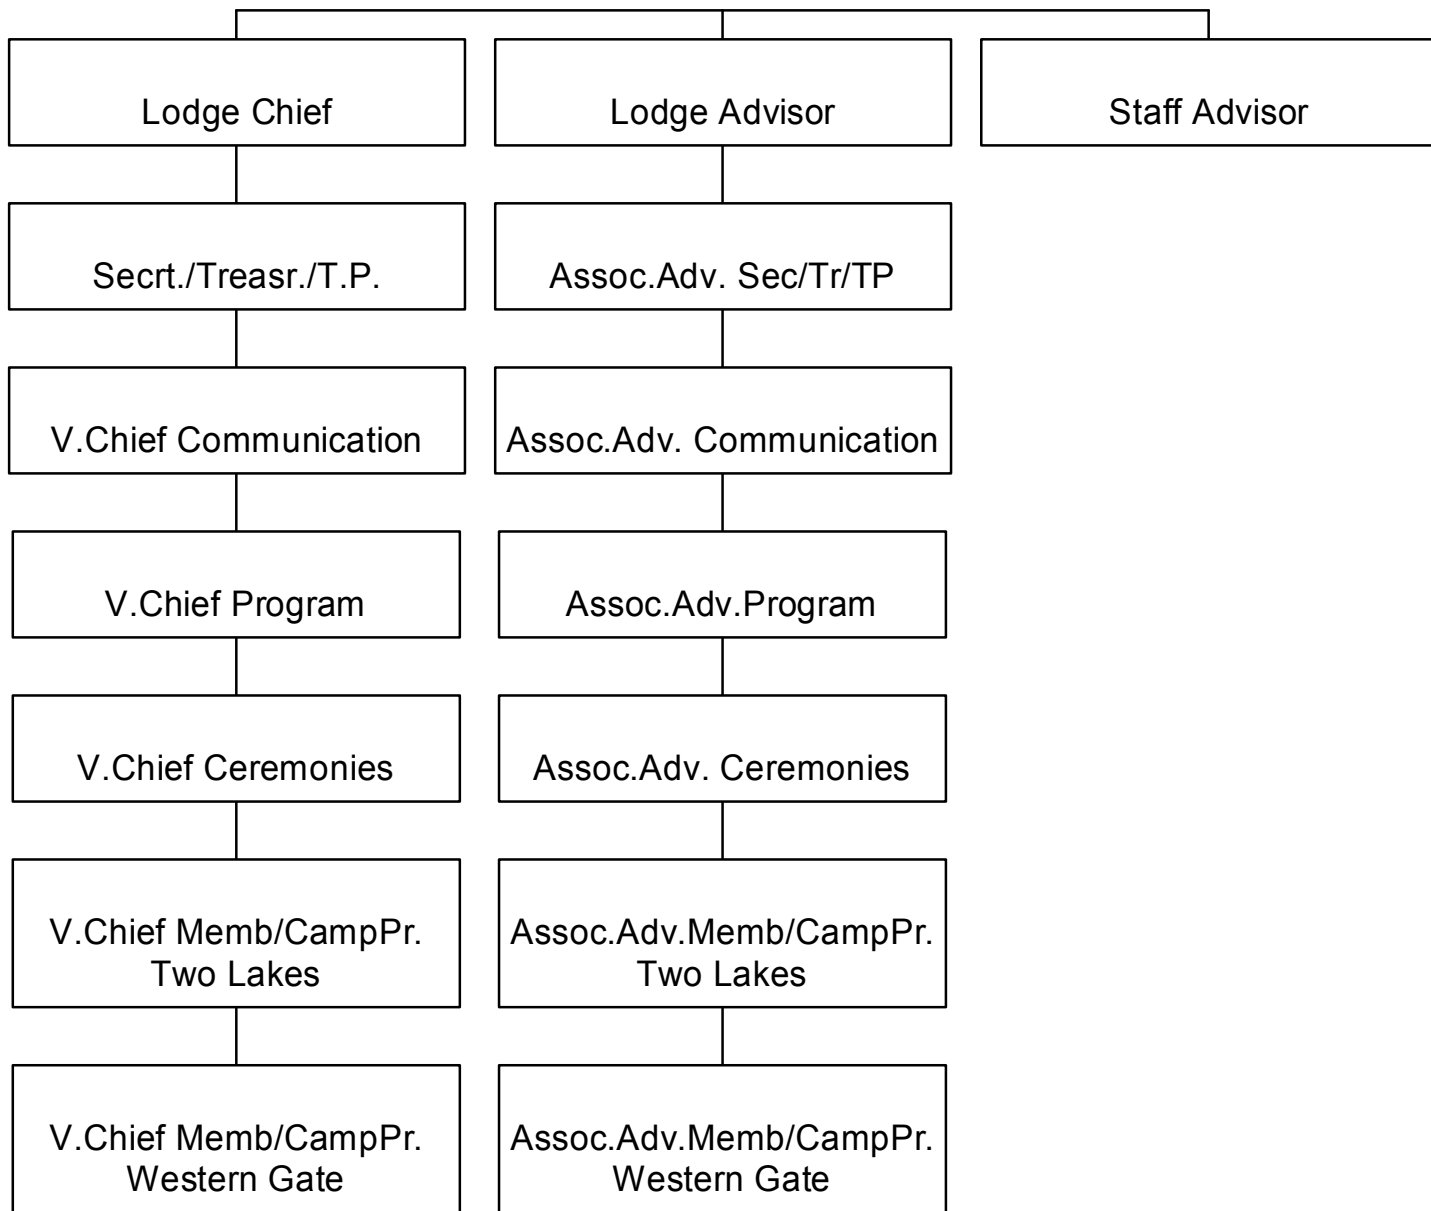 Lodge Chief
Lodge Advisor
Staff Advisor
Secrt./Treasr./T.P.
Assoc.Adv. Sec/Tr/TP
V.Chief Communication
Assoc.Adv. Communication
V.Chief Program
Assoc.Adv.Program
V.Chief Ceremonies
Assoc.Adv. Ceremonies
V.Chief Memb/CampPr.
Two Lakes
Assoc.Adv.Memb/CampPr.
Two Lakes
V.Chief Memb/CampPr.
Western Gate
Assoc.Adv.Memb/CampPr.
Western Gate